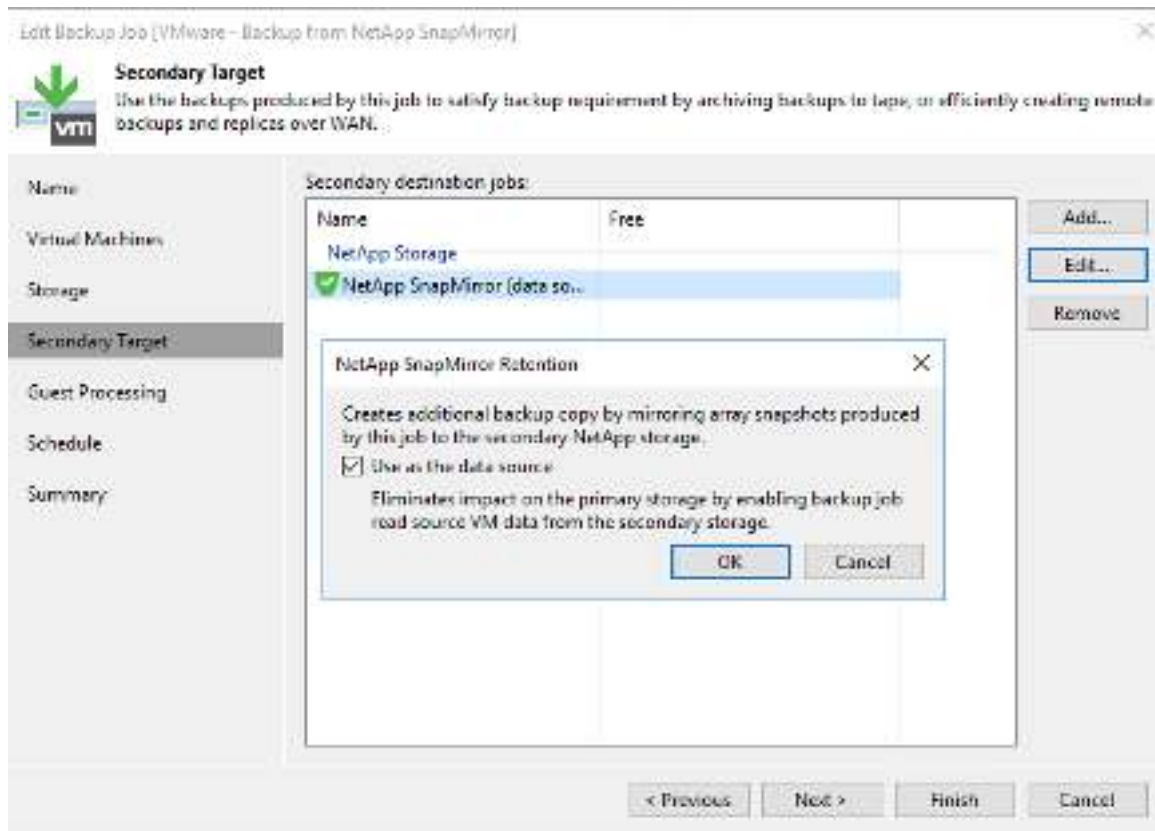 Edit Backup Job [VMware - Backup from NetApp SnapMirror]
Secondary Target
Use the backups produced by this job to satisfy backup requirement by archiving backups to tape, or efficiently creating remote
backups and replicas over WAN.
vm
Name
Virtual Machines
Storage
Secondary Target
Guest Processing
Schedule
Summary
Secondary destination jobs:
Name Free
NetApp Storage
NetApp SnapMirror (data so...
Add...
Edit...
Remove
NetApp SnapMirror Retention
Creates additional backup copy by mirroring array snapshots produced
by this job to the secondary NetApp storage.
Use as the data source
Eliminates impact on the primary storage by enabling backup job
read source VM data from the secondary storage.
OK Cancel
< Previous Next > Finish Cancel